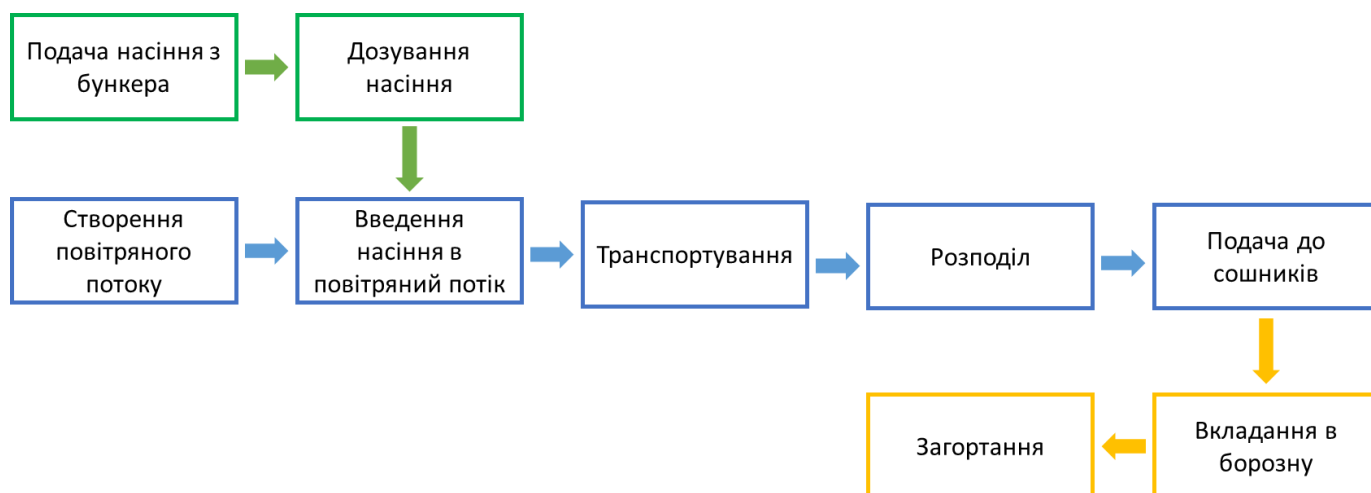 Подача насіння з
бункера
Дозування
насіння
Створення
повітряного
потоку
Введення
насіння в
повітряний потік
Транспортування
Розподіл
Подача до
сошників
Загортання
Вкладання в
борозну